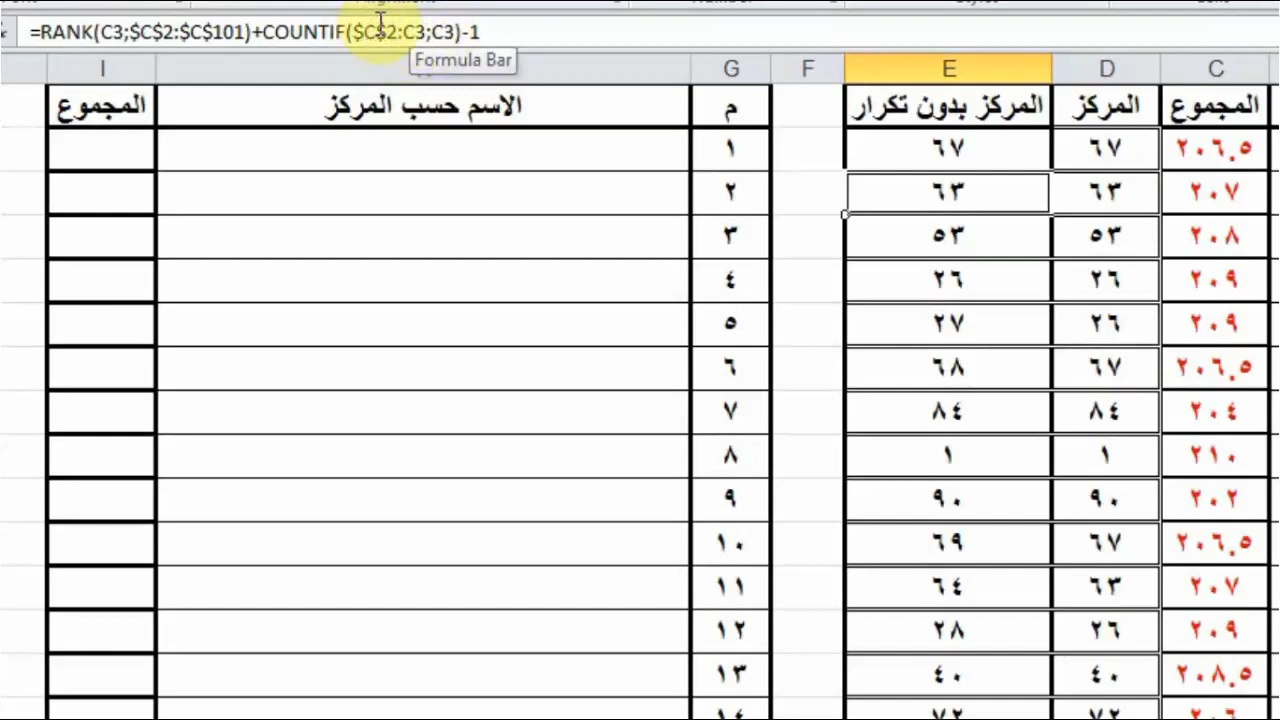 =RANK(C3;$C$2:$C$101)+COUNTIF($C$2:C3;C3)-1
Formula Bar
C D E F G I
المجموع المركز المركز بدون تكرار م الاسم حسب المركز المجموع
٢٠٦.٥ ٦٧ ٦٧ ١
٢٠٧ ٦٣ ٦٣ ٢
٢٠٨ ٥٣ ٥٣ ٣
٢٠٩ ٢٦ ٢٦ ٤
٢٠٩ ٢٦ ٢٧ ٥
٢٠٦.٥ ٦٧ ٦٨ ٦
٢٠٤ ٨٤ ٨٤ ٧
٢١٠ ١ ١ ٨
٢٠٢ ٩٠ ٩٠ ٩
٢٠٦.٥ ٦٧ ٦٩ ١٠
٢٠٧ ٦٣ ٦٤ ١١
٢٠٩ ٢٦ ٢٨ ١٢
٢٠٨.٥ ٤٠ ٤٠ ١٣
٢٠٦ ٧٢ ٧٢ ١٤